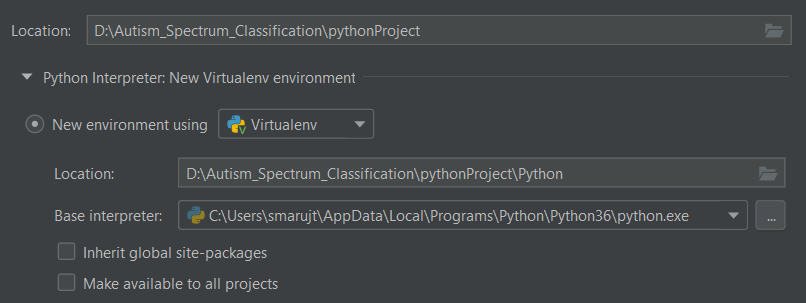 Location: D:\Autism_Spectrum_Classification\pythonProject
Python Interpreter: New Virtualenv environment
New environment using Virtualenv
Location: D:\Autism_Spectrum_Classification\pythonProject\Python
Base interpreter: C:\Users\smarujt\AppData\Local\Programs\Python\Python36\python.exe ...
Inherit global site-packages
Make available to all projects